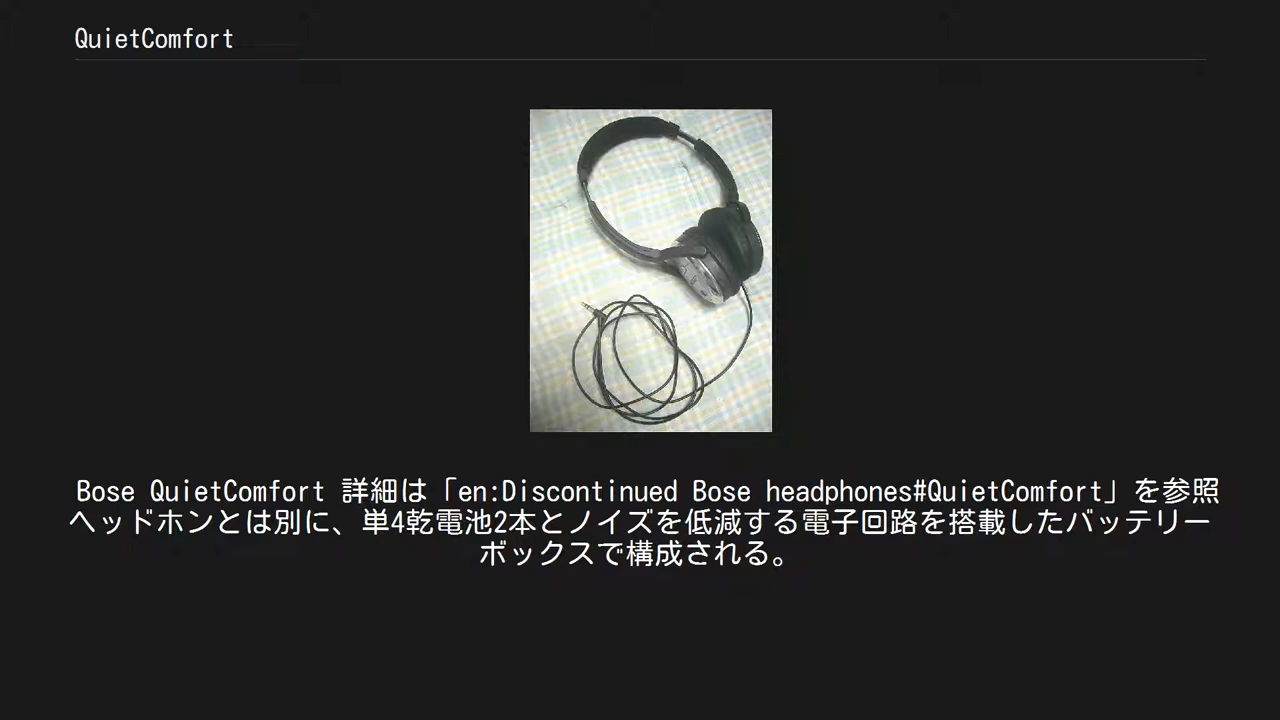 QuietComfort
Bose QuietComfort 詳細は「en:Discontinued Bose headphones#QuietComfort」を参照
ヘッドホンとは別に、単4乾電池2本とノイズを低減する電子回路を搭載したバッテリー
ボックスで構成される。